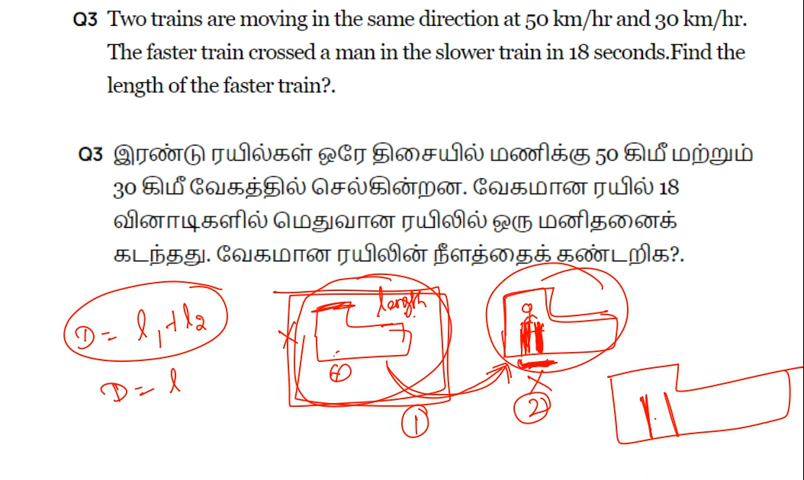 Q3 Two trains are moving in the same direction at 50 km/hr and 30 km/hr.
The faster train crossed a man in the slower train in 18 seconds.Find the
length of the faster train?.
Q3 இரண்டு ரயில்கள் ஒரே திசையில் மணிக்கு 50 கிமீ மற்றும்
30 கிமீ வேகத்தில் செல்கின்றன. வேகமான ரயில் 18
வினாடிகளில் மெதுவான ரயிலில் ஒரு மனிதனைக்
கடந்தது. வேகமான ரயிலின் நீளத்தைக் கண்டறிக?.
D = l1 + l2
length
D = l
1
2